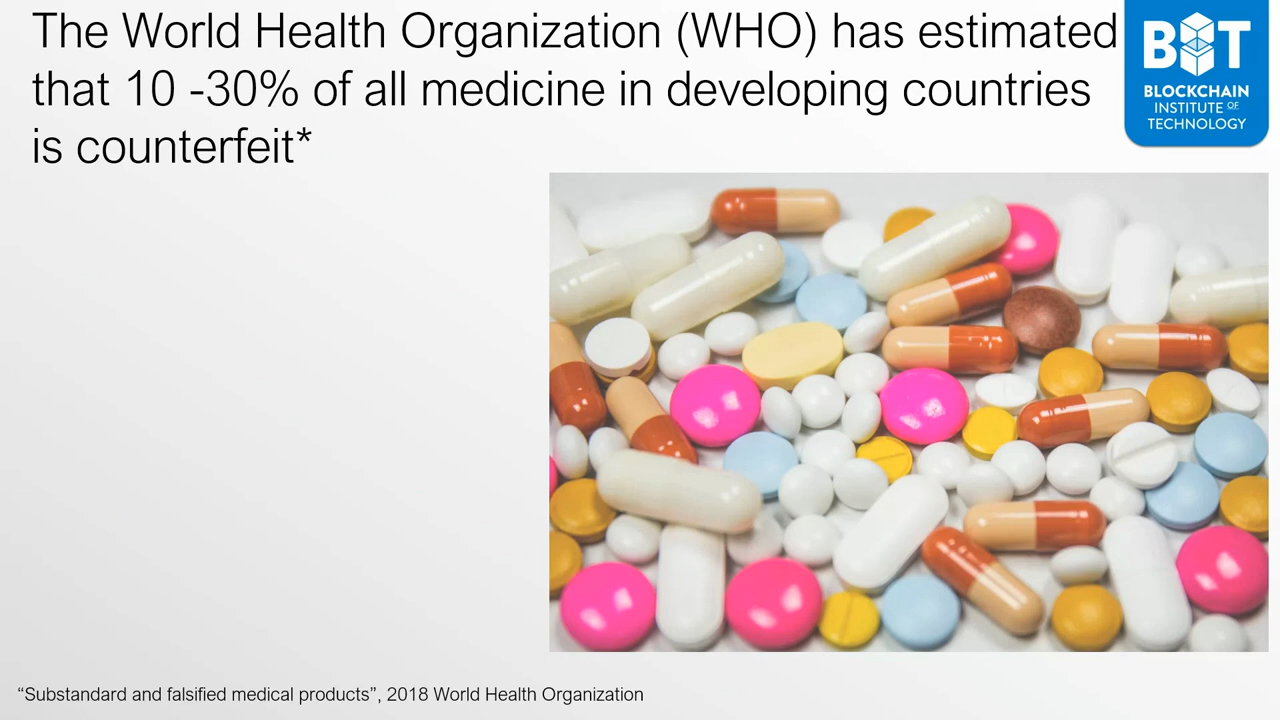 The World Health Organization (WHO) has estimated
that 10 -30% of all medicine in developing countries
is counterfeit*
BIT
BLOCKCHAIN
INSTITUTE OF
TECHNOLOGY
“Substandard and falsified medical products”, 2018 World Health Organization